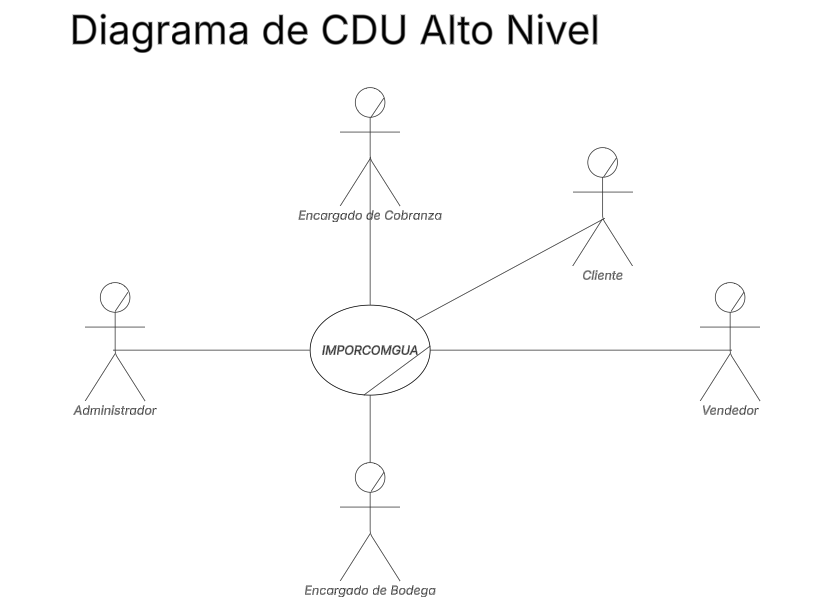 Diagrama de CDU Alto Nivel
Encargado de Cobranza
Cliente
IMPORCOMGUA
Administrador
Vendedor
Encargado de Bodega